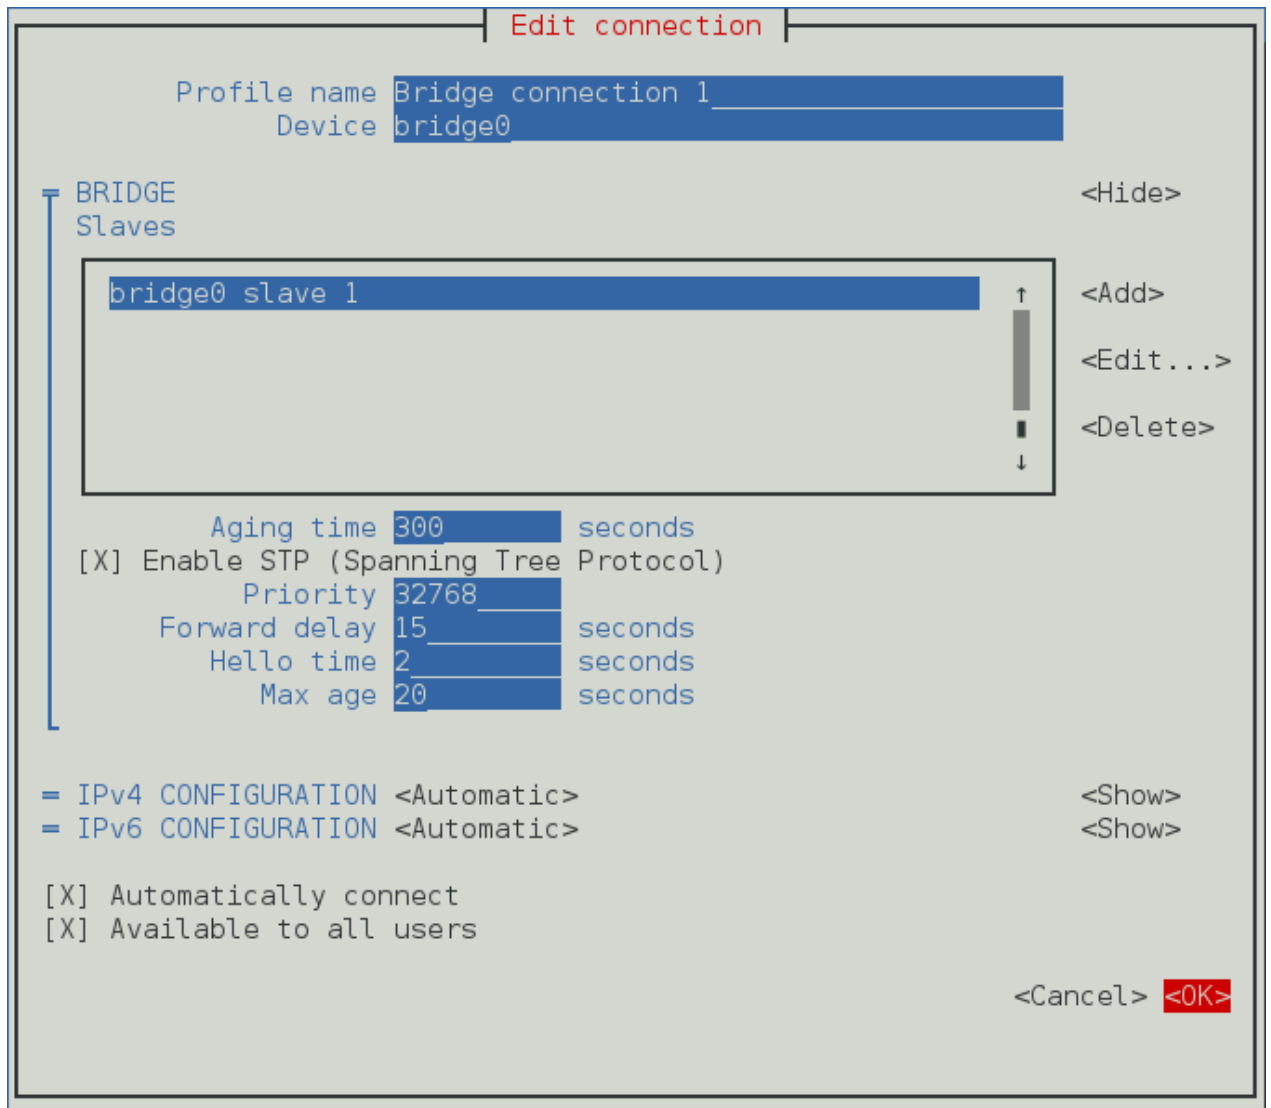 Edit connection
Profile name Bridge connection 1
Device bridge0
BRIDGE <Hide>
Slaves
bridge0 slave 1 ↑ <Add>
<Edit...>
<Delete>
↓
Aging time 300 seconds
[X] Enable STP (Spanning Tree Protocol)
Priority 32768
Forward delay 15 seconds
Hello time 2 seconds
Max age 20 seconds
= IPv4 CONFIGURATION <Automatic> <Show>
= IPv6 CONFIGURATION <Automatic> <Show>
[X] Automatically connect
[X] Available to all users
<Cancel> <OK>